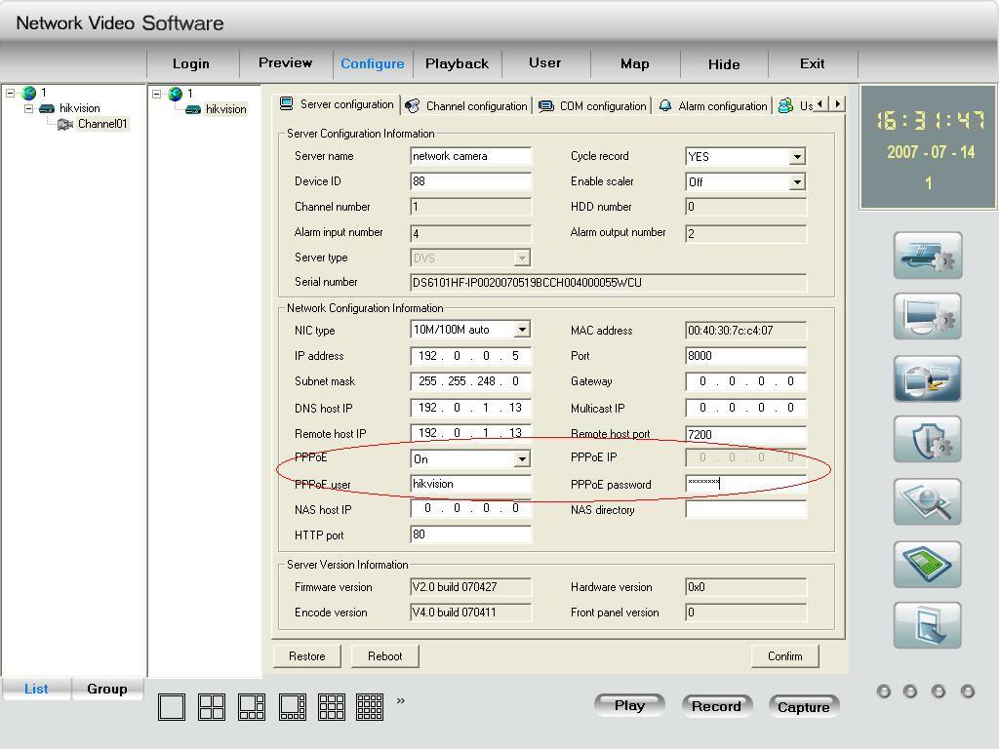 Network Video Software
Login Preview Configure Playback User Map Hide Exit
1
hikvision
Channel01
1
hikvision
Server configuration Channel configuration COM configuration Alarm configuration Us
16:31:47
2007 - 07 - 14
1
Server Configuration Information
Server name network camera Cycle record YES
Device ID 88 Enable scaler Off
Channel number 1 HDD number 0
Alarm input number 4 Alarm output number 2
Server type DVS
Serial number DS6101HF-IP0020070519BCCH004000055WCU
Network Configuration Information
NIC type 10M/100M auto MAC address 00:40:30:7c:c4:07
IP address 192 . 0 . 0 . 5 Port 8000
Subnet mask 255 . 255 . 248 . 0 Gateway 0 . 0 . 0 . 0
DNS host IP 192 . 0 . 1 . 13 Multicast IP 0 . 0 . 0 . 0
Remote host IP 192 . 0 . 1 . 13 Remote host port 7200
PPPoE On PPPoE IP 0 . 0 . 0 . 0
PPPoE user hikvision PPPoE password ********
NAS host IP 0 . 0 . 0 . 0 NAS directory
HTTP port 80
Server Version Information
Firmware version V2.0 build 070427 Hardware version 0x0
Encode version V4.0 build 070411 Front panel version 0
Restore Reboot Confirm
List Group
» Play Record Capture